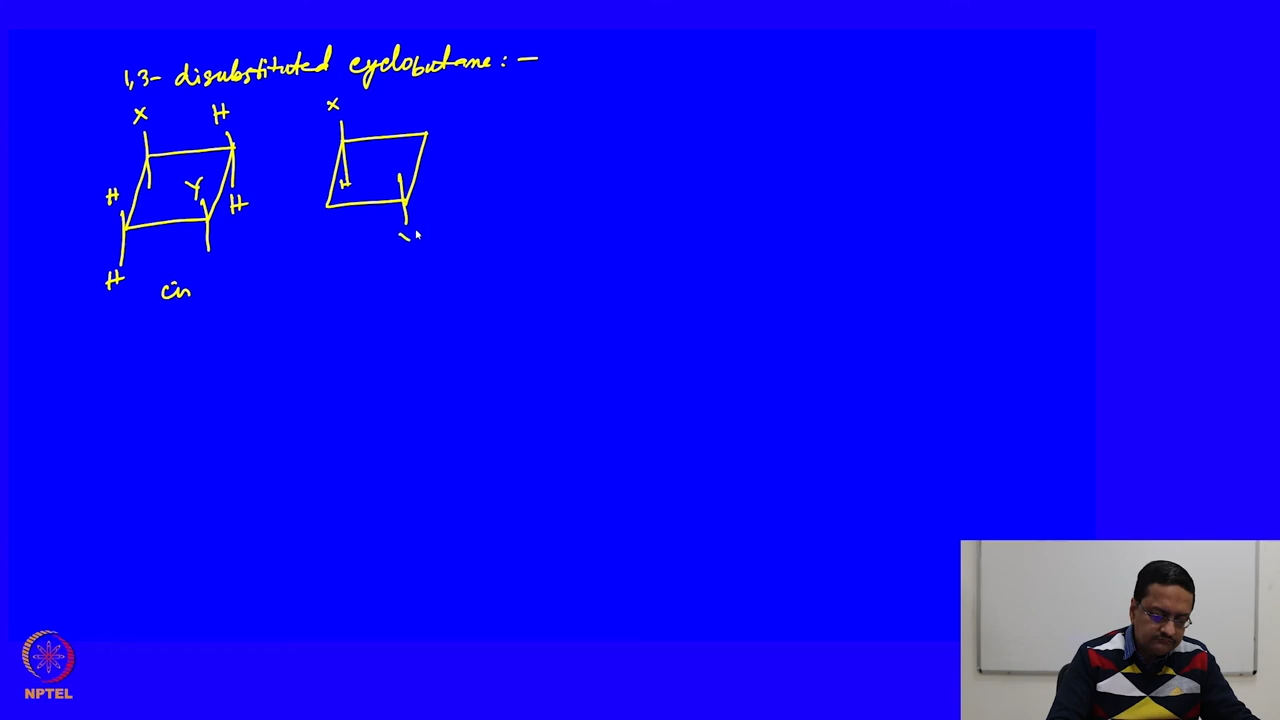 1,3- disubstituted cyclobutane : -
X H X
H Y H
H
cis
NPTEL